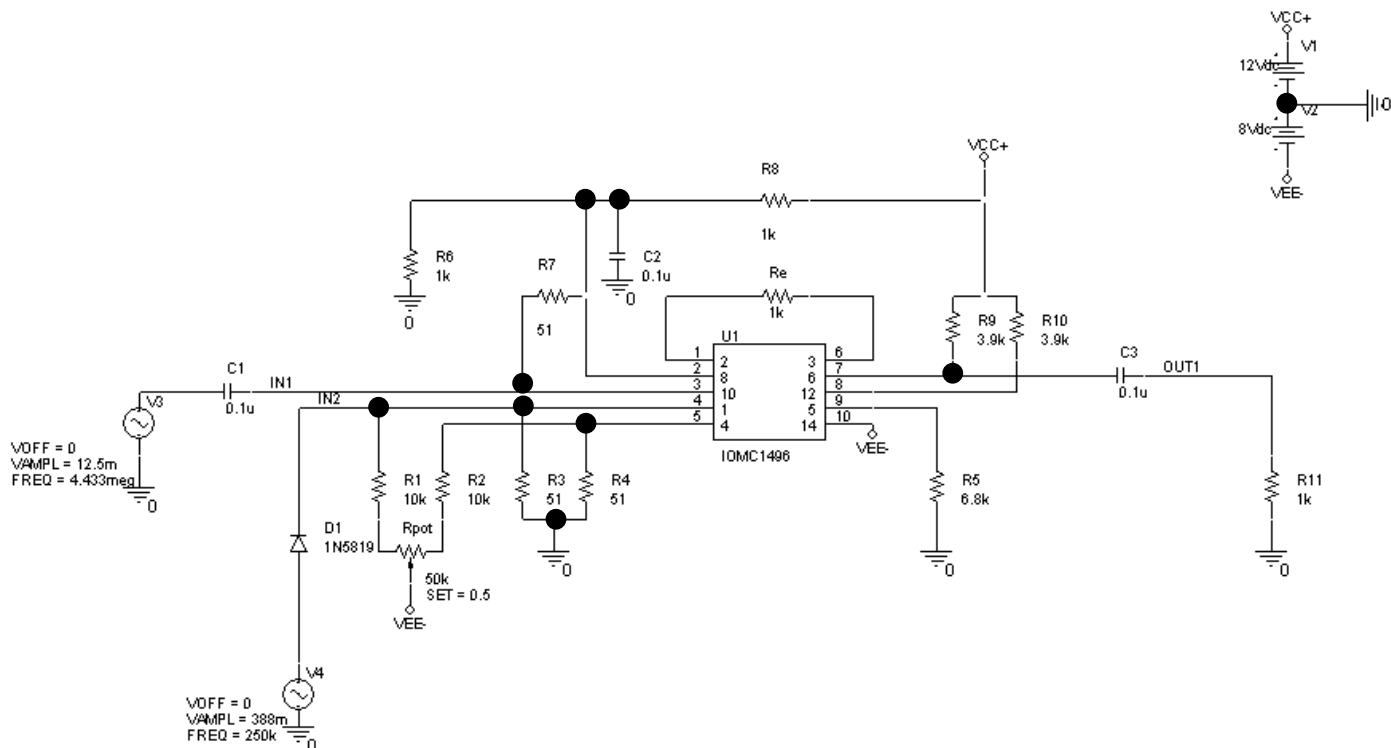 VCC+
V1
12Vdc
0
V2
8Vdc
VEE-
VCC+
R8
1k
R6
1k
0
C2
0.1u
0
R7
51
Re
1k
R9
3.9k
R10
3.9k
U1
1
2
3
4
5
2
8
10
1
4
3
6
12
5
14
6
7
8
9
10
IOMC1496
VEE-
C3
0.1u
OUT1
C1
0.1u
IN1
IN2
V3
VOFF = 0
VAMPL = 12.5m
FREQ = 4.433meg
0
R1
10k
R2
10k
R3
51
R4
51
0
R5
6.8k
0
R11
1k
0
D1
1N5819
Rpot
50k
SET = 0.5
VEE-
V4
VOFF = 0
VAMPL = 388m
FREQ = 250k
0